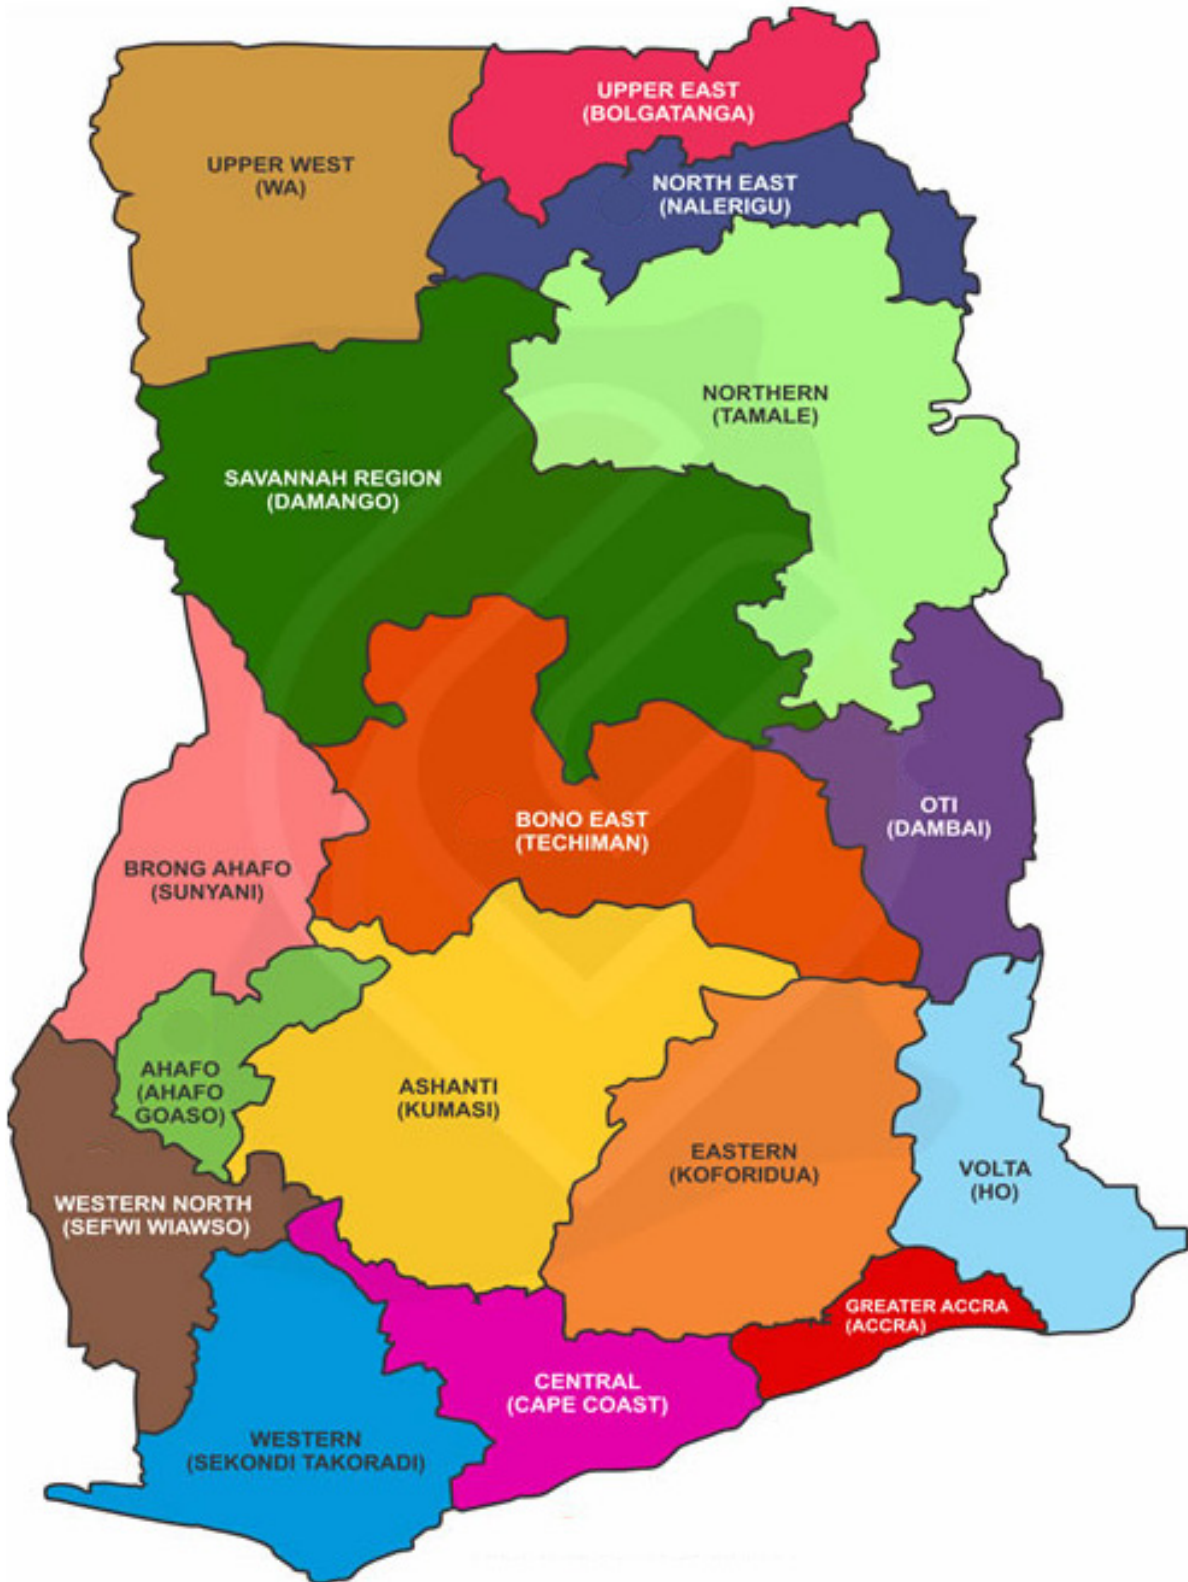 UPPER EAST
(BOLGATANGA)
UPPER WEST
(WA)
NORTH EAST
(NALERIGU)
NORTHERN
(TAMALE)
SAVANNAH REGION
(DAMANGO)
OTI
(DAMBAI)
BONO EAST
(TECHIMAN)
BRONG AHAFO
(SUNYANI)
AHAFO
(AHAFO
GOASO)
ASHANTI
(KUMASI)
EASTERN
(KOFORIDUA)
VOLTA
(HO)
WESTERN NORTH
(SEFWI WIAWSO)
GREATER ACCRA
(ACCRA)
CENTRAL
(CAPE COAST)
WESTERN
(SEKONDI TAKORADI)